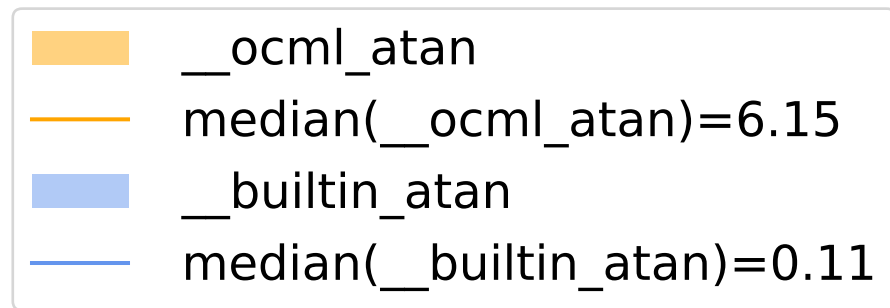 __ocml_atan
median(__ocml_atan)=6.15
__builtin_atan
median(__builtin_atan)=0.11